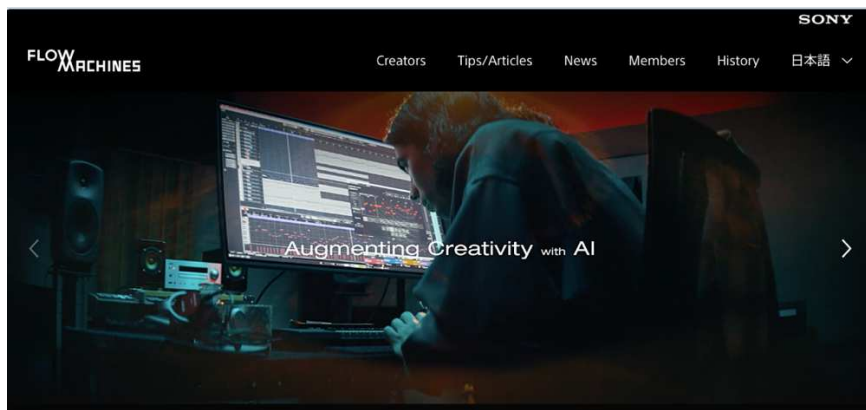 SONY
FLOW MACHINES
Creators Tips/Articles News Members History 日本語
Augmenting Creativity with AI